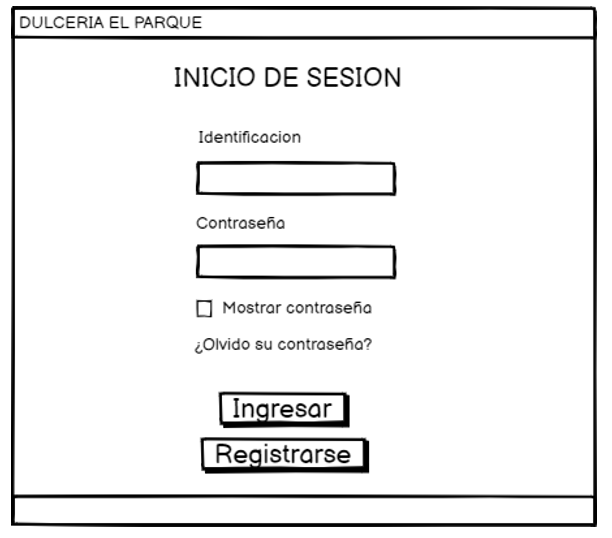 DULCERIA EL PARQUE
INICIO DE SESION
Identificacion
Contraseña
Mostrar contraseña
¿Olvido su contraseña?
Ingresar
Registrarse